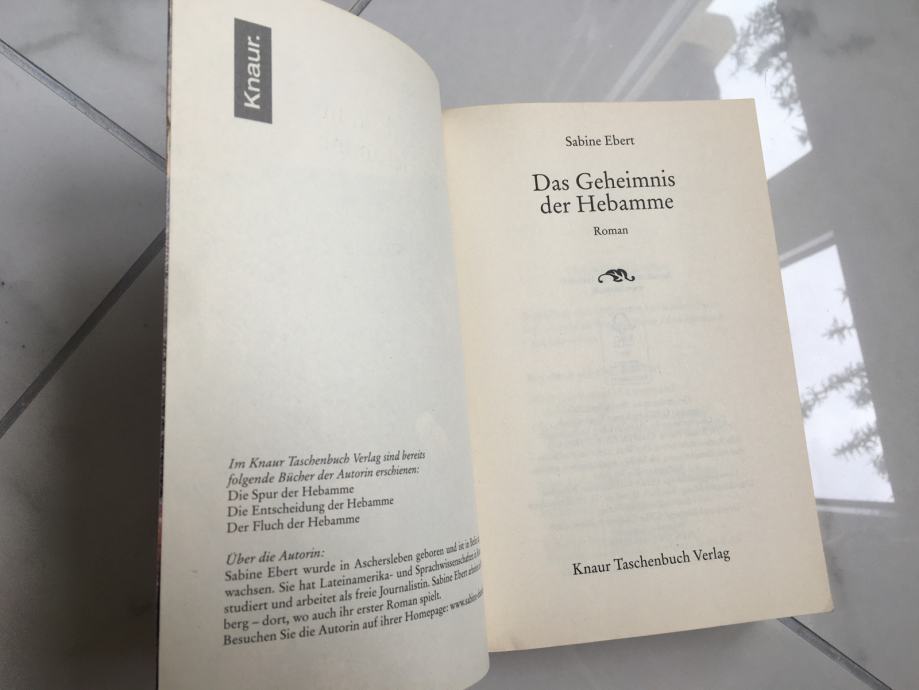 Knaur.
Im Knaur Taschenbuch Verlag sind bereits
folgende Bücher der Autorin erschienen:
Die Spur der Hebamme
Die Entscheidung der Hebamme
Der Fluch der Hebamme
Über die Autorin:
Sabine Ebert wurde in Aschersleben geboren und ist in
wachsen. Sie hat Lateinamerika- und Sprachwissenschaften in
studiert und arbeitet als freie Journalistin. Sabine Ebert
berg – dort, wo auch ihr erster Roman spielt.
Besuchen Sie die Autorin auf ihrer Homepage:
Sabine Ebert
Das Geheimnis
der Hebamme
Roman
Knaur Taschenbuch Verlag